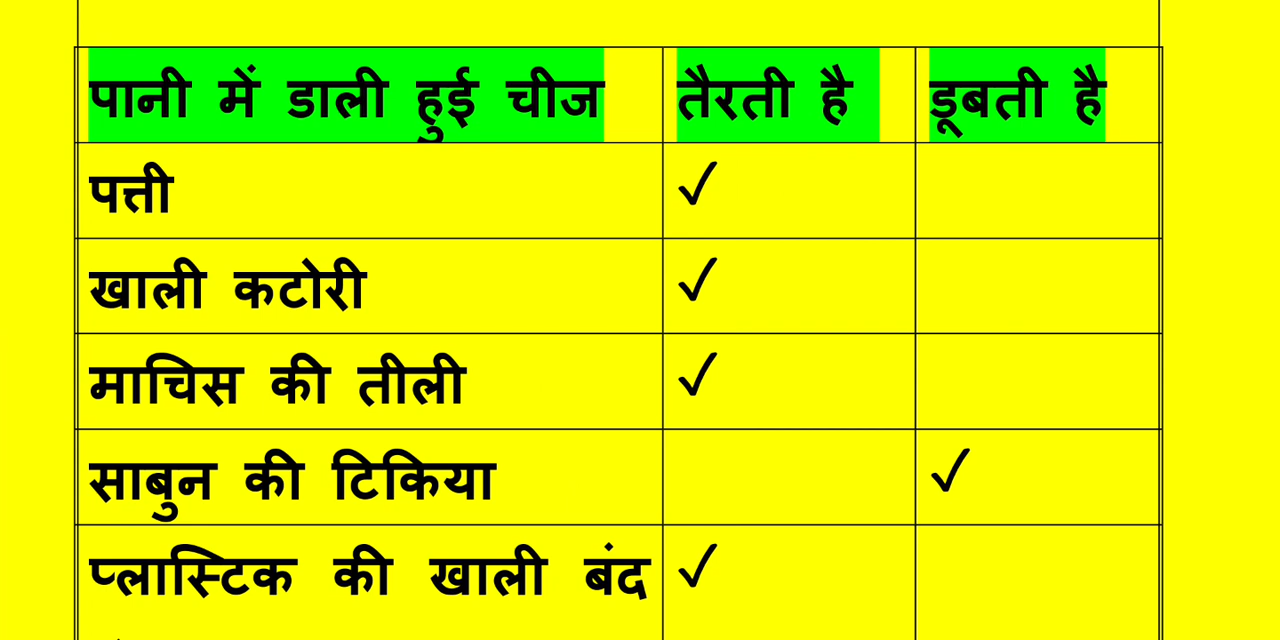 पानी में डाली हुई चीज तैरती है डूबती है
पत्ती ✓
खाली कटोरी ✓
माचिस की तीली ✓
साबुन की टिकिया ✓
प्लास्टिक की खाली बंद ✓